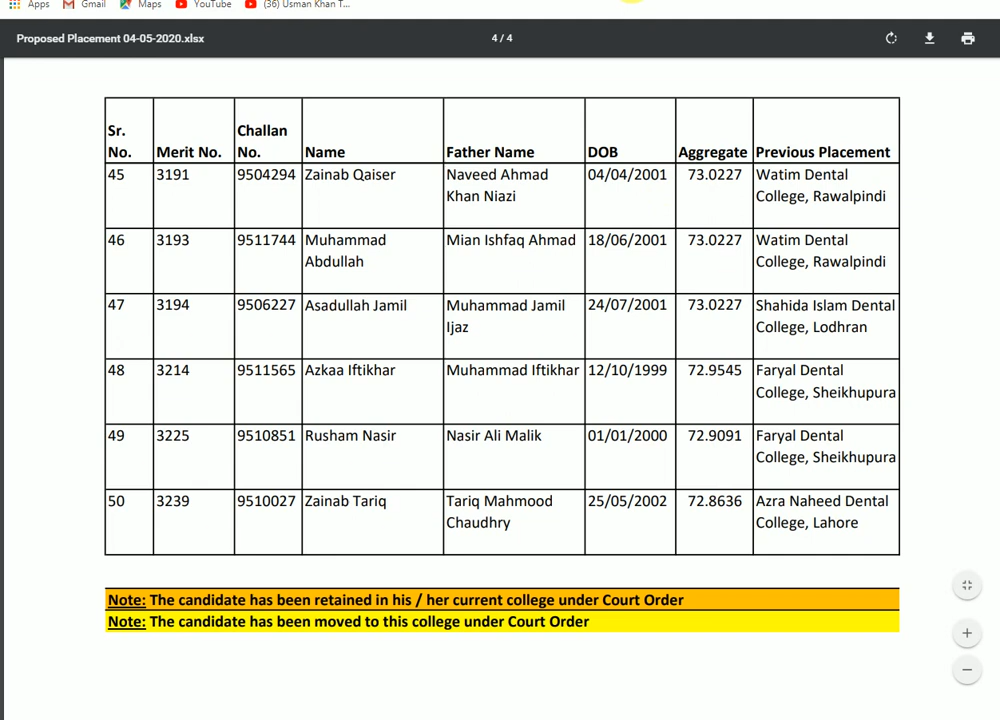 Apps Gmail Maps YouTube (36) Usman Khan T...
Proposed Placement 04-05-2020.xlsx 4 / 4
Sr. No. Merit No. Challan No. Name Father Name DOB Aggregate Previous Placement
45 3191 9504294 Zainab Qaiser Naveed Ahmad Khan Niazi 04/04/2001 73.0227 Watim Dental College, Rawalpindi
46 3193 9511744 Muhammad Abdullah Mian Ishfaq Ahmad 18/06/2001 73.0227 Watim Dental College, Rawalpindi
47 3194 9506227 Asadullah Jamil Muhammad Jamil Ijaz 24/07/2001 73.0227 Shahida Islam Dental College, Lodhran
48 3214 9511565 Azkaa Iftikhar Muhammad Iftikhar 12/10/1999 72.9545 Faryal Dental College, Sheikhupura
49 3225 9510851 Rusham Nasir Nasir Ali Malik 01/01/2000 72.9091 Faryal Dental College, Sheikhupura
50 3239 9510027 Zainab Tariq Tariq Mahmood Chaudhry 25/05/2002 72.8636 Azra Naheed Dental College, Lahore
Note: The candidate has been retained in his / her current college under Court Order
Note: The candidate has been moved to this college under Court Order